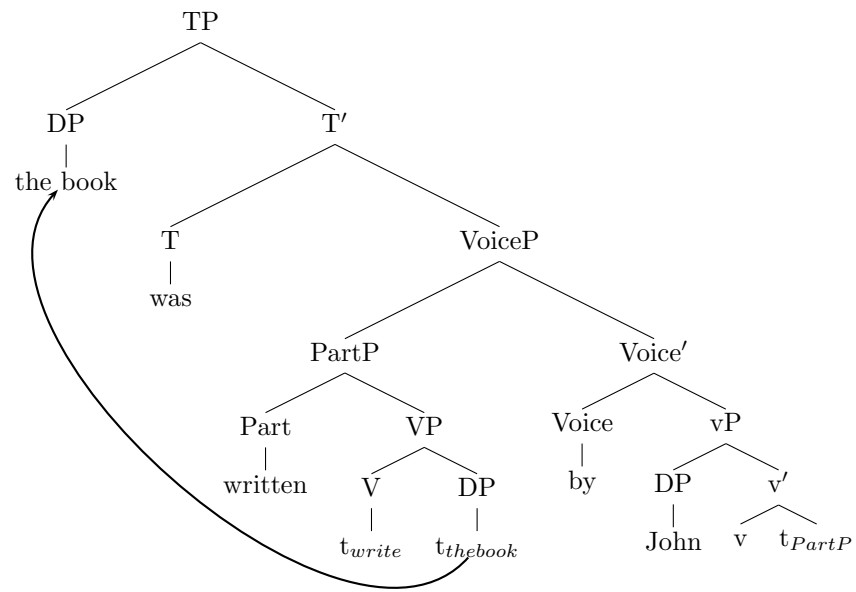 TP
DP T′
the book
T VoiceP
was
PartP Voice′
Part VP Voice vP
written V DP by DP v′
t_write t_thebook John v t_PartP